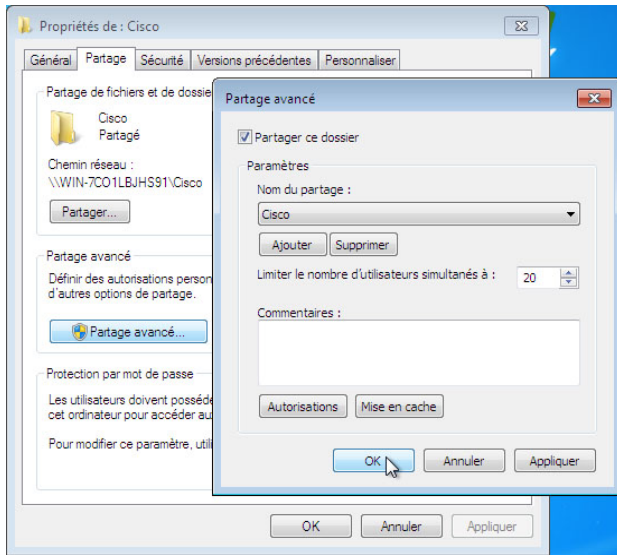 Propriétés de : Cisco
Général Partage Sécurité Versions précédentes Personnaliser
Partage de fichiers et de dossie
Cisco
Partagé
Chemin réseau :
\\WIN-7CO1LBJHS91\Cisco
Partager...
Partage avancé
Définir des autorisations person
d'autres options de partage.
Partage avancé...
Protection par mot de passe
Les utilisateurs doivent posséde
cet ordinateur pour accéder au
Pour modifier ce paramètre, utili
OK Annuler Appliquer
Partage avancé
Partager ce dossier
Paramètres
Nom du partage :
Cisco
Ajouter Supprimer
Limiter le nombre d'utilisateurs simultanés à : 20
Commentaires :
Autorisations Mise en cache
OK Annuler Appliquer